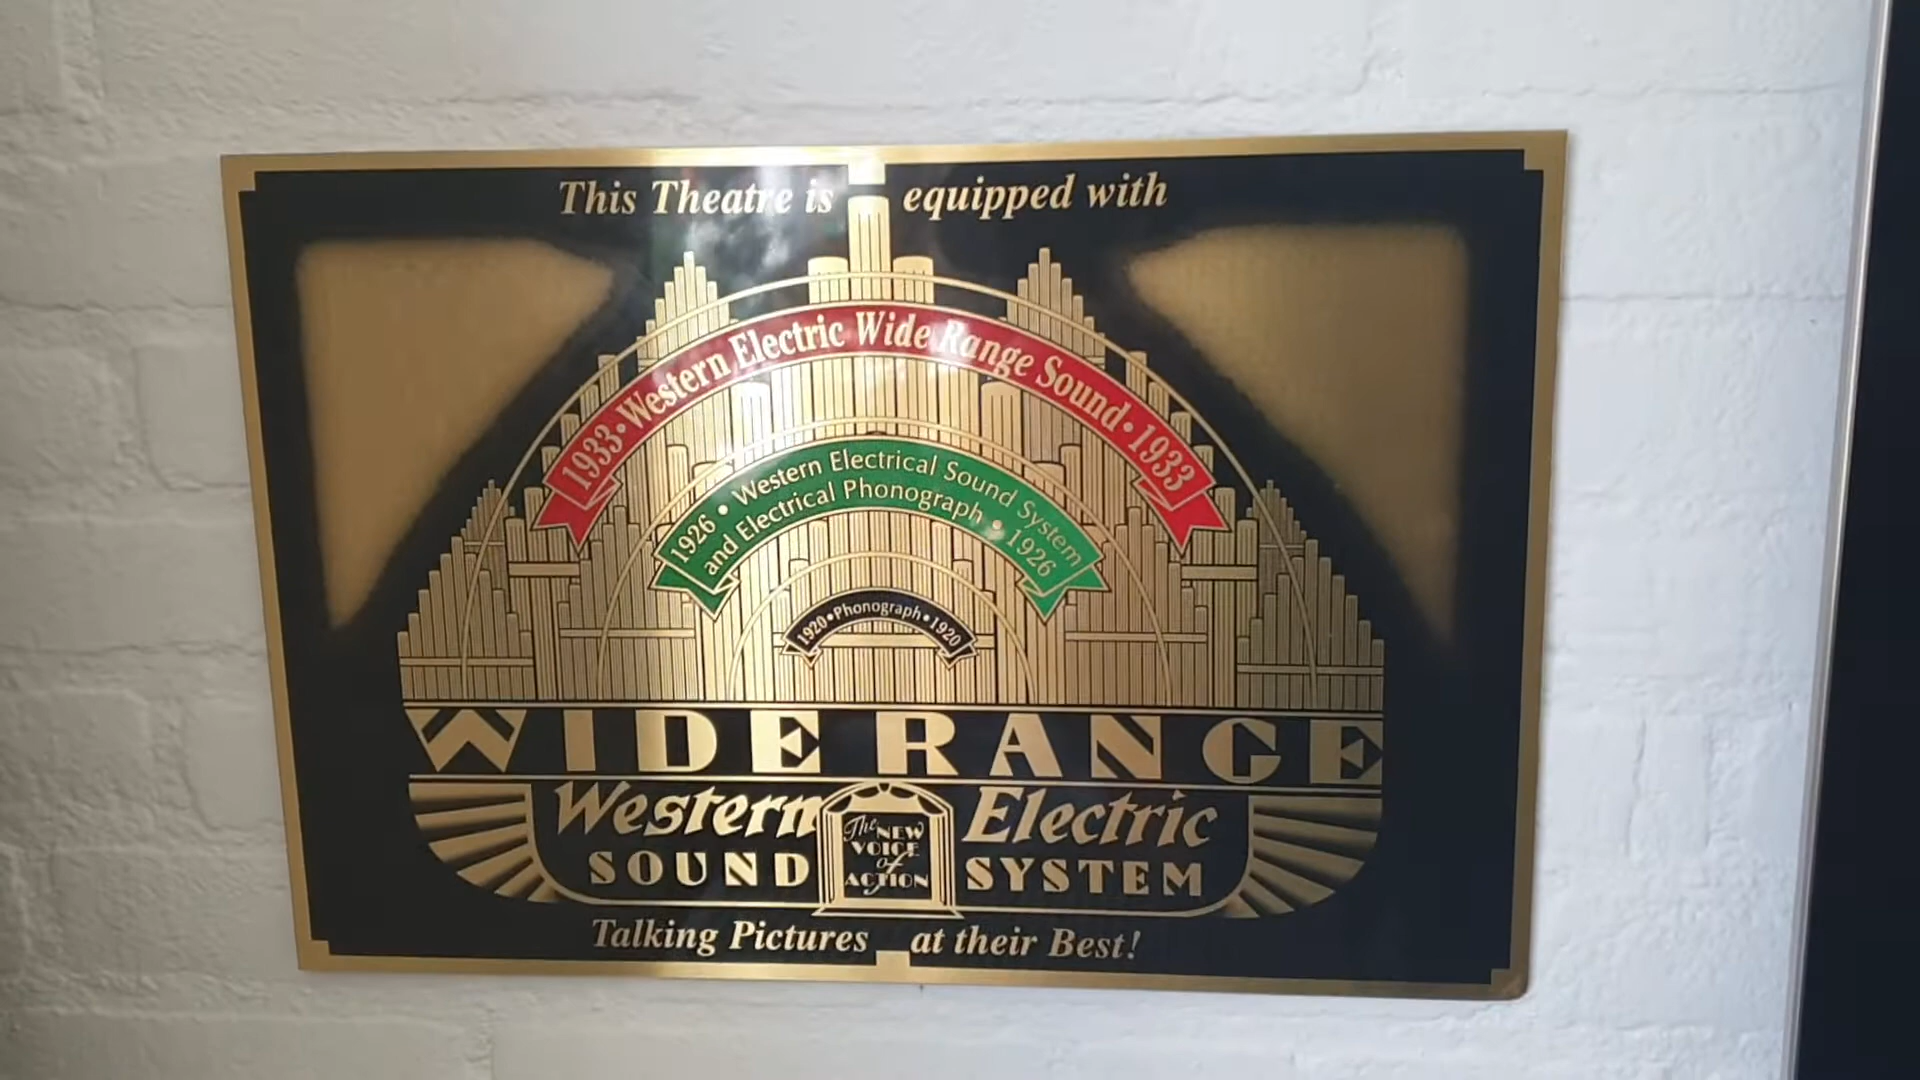 This Theatre is equipped with
1933 • Western Electric Wide Range Sound • 1933
1926 • Western Electrical Sound System
and Electrical Phonograph • 1926
1920 • Phonograph • 1920
WIDE RANGE
Western Electric
SOUND SYSTEM
The NEW
VOICE
of
ACTION
Talking Pictures at their Best!